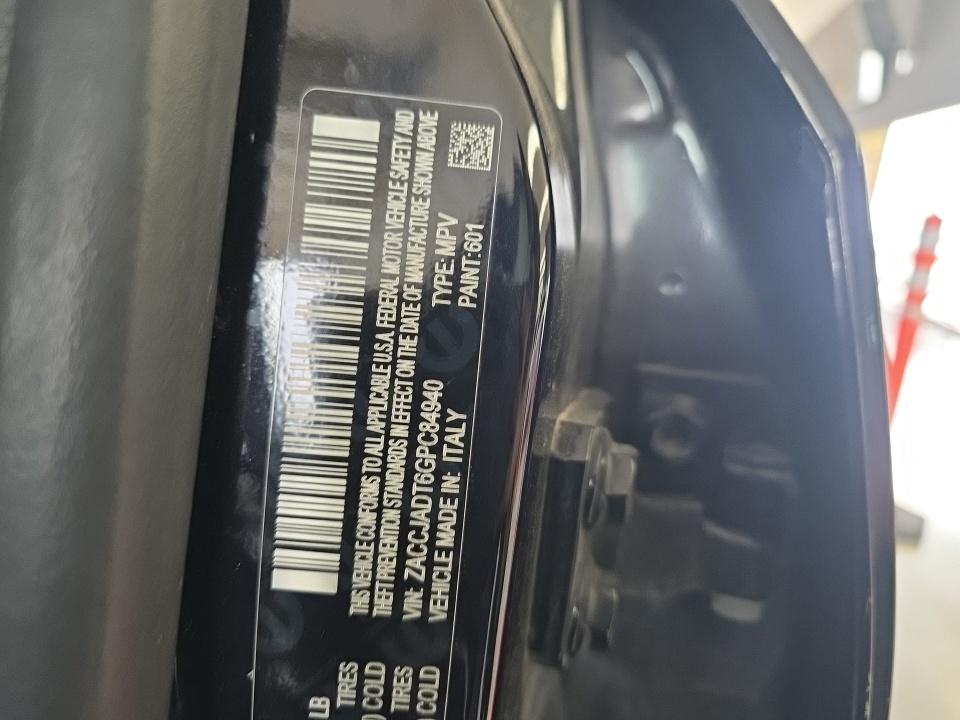 LB
TIRES
COLD
TIRES
COLD
THIS VEHICLE CONFORMS TO ALL APPLICABLE U.S.A. FEDERAL MOTOR VEHICLE SAFETY AND
THEFT PREVENTION STANDARDS IN EFFECT ON THE DATE OF MANUFACTURE SHOWN ABOVE
VIN: ZACCJADT6GPC84940 TYPE: MPV
VEHICLE MADE IN: ITALY PAINT:601